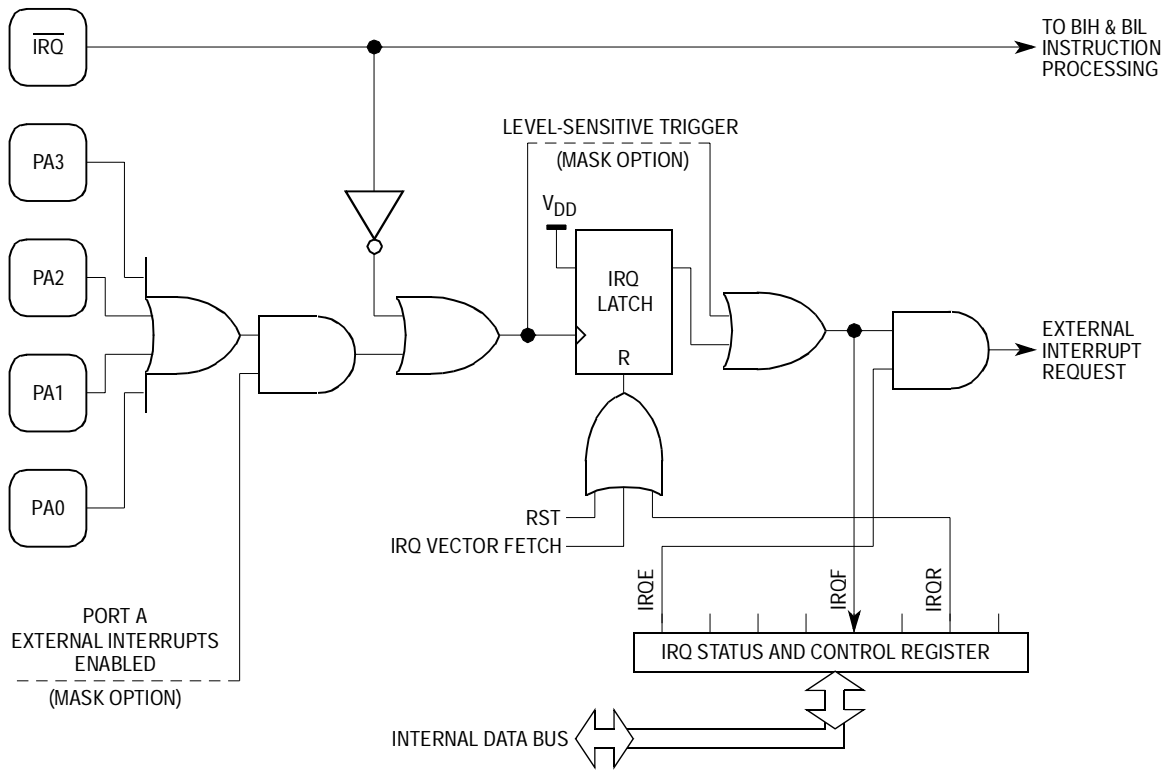 IRQ
TO BIH & BIL
INSTRUCTION
PROCESSING
PA3
LEVEL-SENSITIVE TRIGGER
(MASK OPTION)
VDD
PA2
IRQ
LATCH
R
EXTERNAL
INTERRUPT
REQUEST
PA1
PA0
RST
IRQ VECTOR FETCH
IRQE
IRQF
IRQR
PORT A
EXTERNAL INTERRUPTS
ENABLED
(MASK OPTION)
IRQ STATUS AND CONTROL REGISTER
INTERNAL DATA BUS